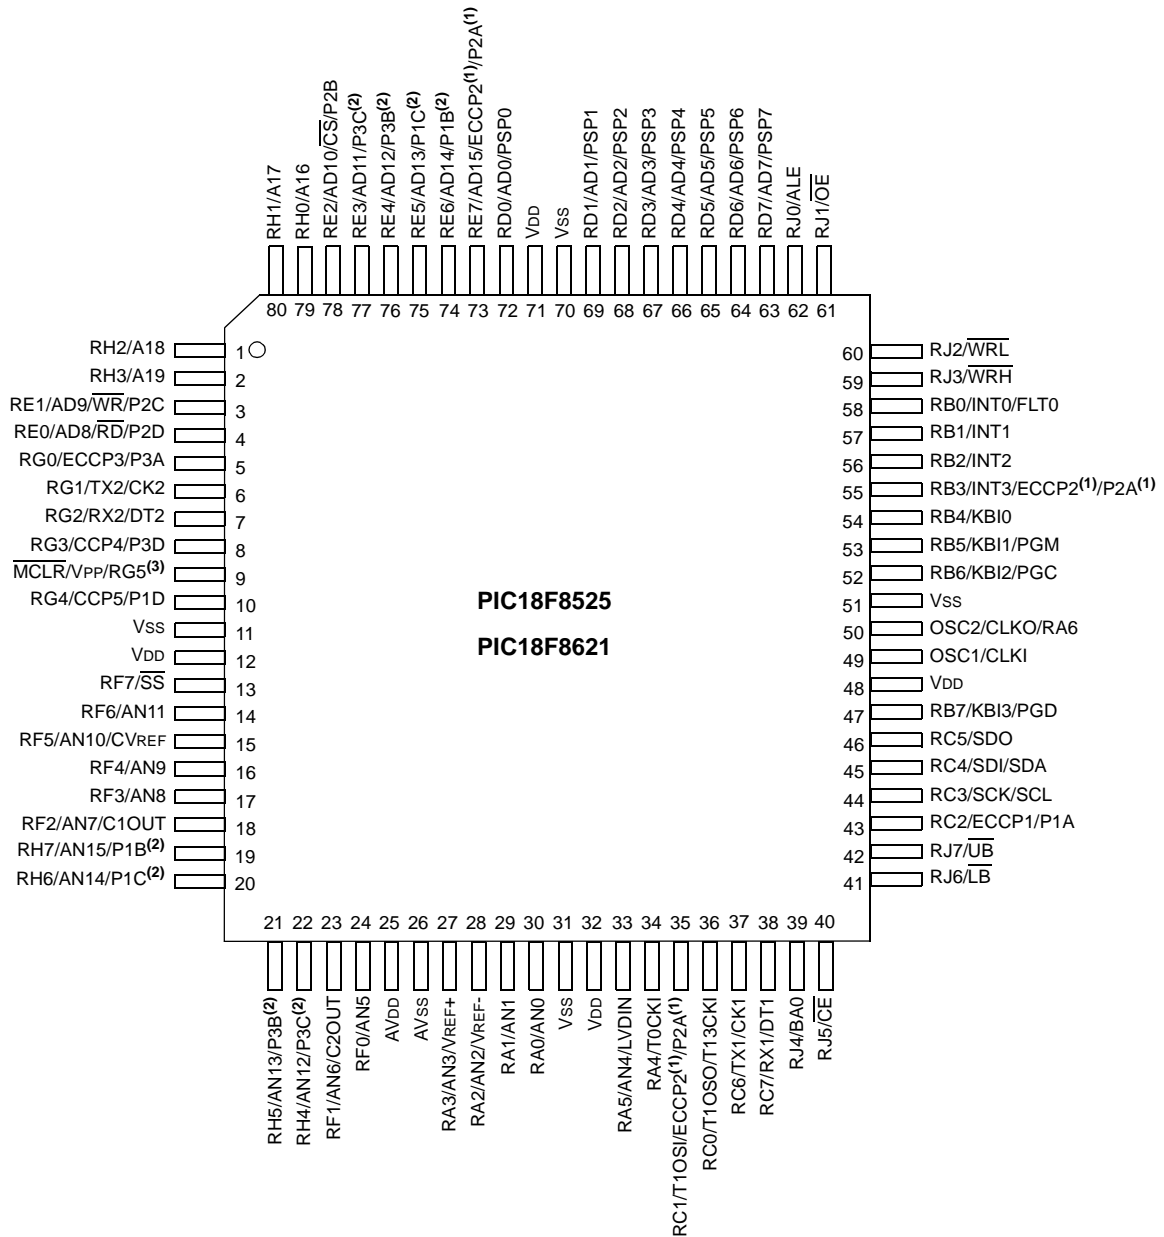 RH1/A17
RH0/A16
RE2/AD10/C̅S̅/P2B
RE3/AD11/P3C(2)
RE4/AD12/P3B(2)
RE5/AD13/P1C(2)
RE6/AD14/P1B(2)
RE7/AD15/ECCP2(1)/P2A(1)
RD0/AD0/PSP0
VDD
VSS
RD1/AD1/PSP1
RD2/AD2/PSP2
RD3/AD3/PSP3
RD4/AD4/PSP4
RD5/AD5/PSP5
RD6/AD6/PSP6
RD7/AD7/PSP7
RJ0/ALE
RJ1/O̅E̅
80 79 78 77 76 75 74 73 72 71 70 69 68 67 66 65 64 63 62 61
RH2/A18 1
RH3/A19 2
RE1/AD9/W̅R̅/P2C 3
RE0/AD8/R̅D̅/P2D 4
RG0/ECCP3/P3A 5
RG1/TX2/CK2 6
RG2/RX2/DT2 7
RG3/CCP4/P3D 8
M̅C̅L̅R̅/VPP/RG5(3) 9
RG4/CCP5/P1D 10
VSS 11
VDD 12
RF7/S̅S̅ 13
RF6/AN11 14
RF5/AN10/CVREF 15
RF4/AN9 16
RF3/AN8 17
RF2/AN7/C1OUT 18
RH7/AN15/P1B(2) 19
RH6/AN14/P1C(2) 20
PIC18F8525
PIC18F8621
60 RJ2/W̅R̅L̅
59 RJ3/W̅R̅H̅
58 RB0/INT0/FLT0
57 RB1/INT1
56 RB2/INT2
55 RB3/INT3/ECCP2(1)/P2A(1)
54 RB4/KBI0
53 RB5/KBI1/PGM
52 RB6/KBI2/PGC
51 VSS
50 OSC2/CLKO/RA6
49 OSC1/CLKI
48 VDD
47 RB7/KBI3/PGD
46 RC5/SDO
45 RC4/SDI/SDA
44 RC3/SCK/SCL
43 RC2/ECCP1/P1A
42 RJ7/U̅B̅
41 RJ6/L̅B̅
21 22 23 24 25 26 27 28 29 30 31 32 33 34 35 36 37 38 39 40
RH5/AN13/P3B(2)
RH4/AN12/P3C(2)
RF1/AN6/C2OUT
RF0/AN5
AVDD
AVSS
RA3/AN3/VREF+
RA2/AN2/VREF-
RA1/AN1
RA0/AN0
VSS
VDD
RA5/AN4/LVDIN
RA4/T0CKI
RC1/T1OSI/ECCP2(1)/P2A(1)
RC0/T1OSO/T13CKI
RC6/TX1/CK1
RC7/RX1/DT1
RJ4/BA0
RJ5/C̅E̅